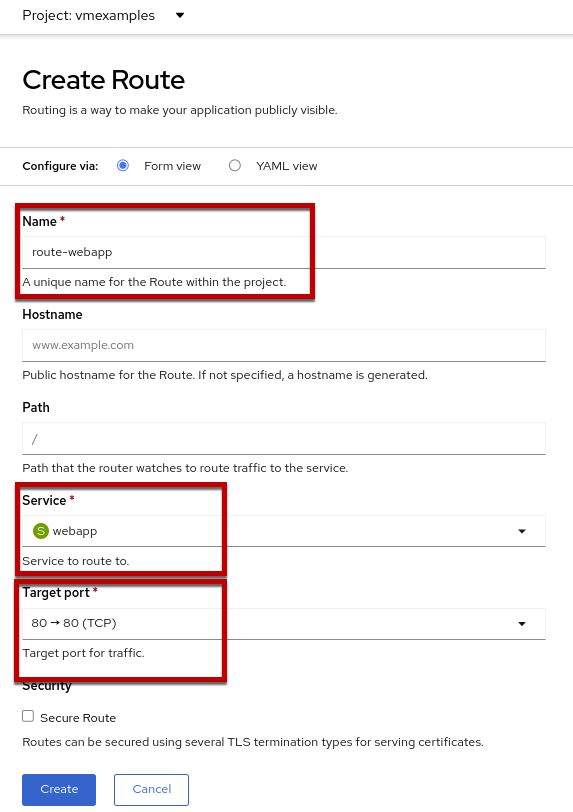 Project: vmexamples
Create Route
Routing is a way to make your application publicly visible.
Configure via: Form view YAML view
Name *
route-webapp
A unique name for the Route within the project.
Hostname
www.example.com
Public hostname for the Route. If not specified, a hostname is generated.
Path
/
Path that the router watches to route traffic to the service.
Service *
S webapp
Service to route to.
Target port *
80 → 80 (TCP)
Target port for traffic.
Security
Secure Route
Routes can be secured using several TLS termination types for serving certificates.
Create Cancel